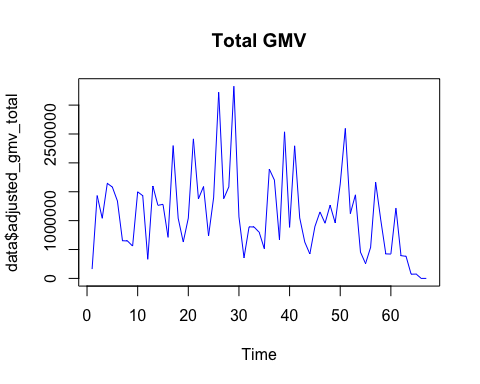 Total GMV
data$adjusted_gmv_total
2500000
1000000
0
0 10 20 30 40 50 60
Time